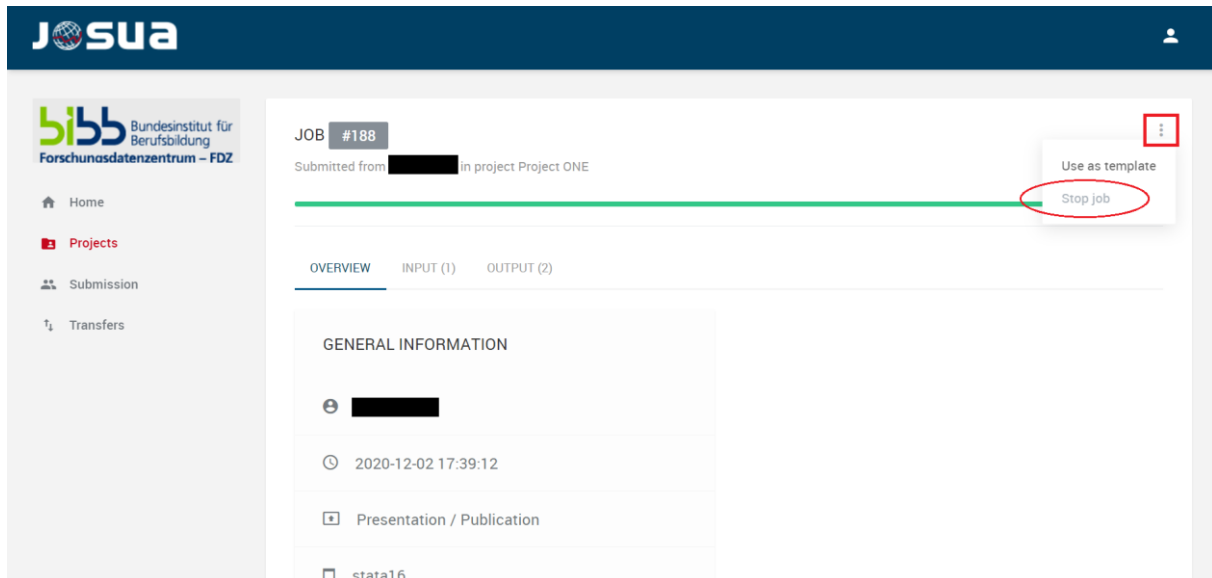 JOSUA
bibb Bundesinstitut für
Berufsbildung
Forschungsdatenzentrum – FDZ
Home
Projects
Submission
Transfers
JOB #188
Submitted from in project Project ONE
Use as template
Stop job
OVERVIEW INPUT (1) OUTPUT (2)
GENERAL INFORMATION
2020-12-02 17:39:12
Presentation / Publication
stata16